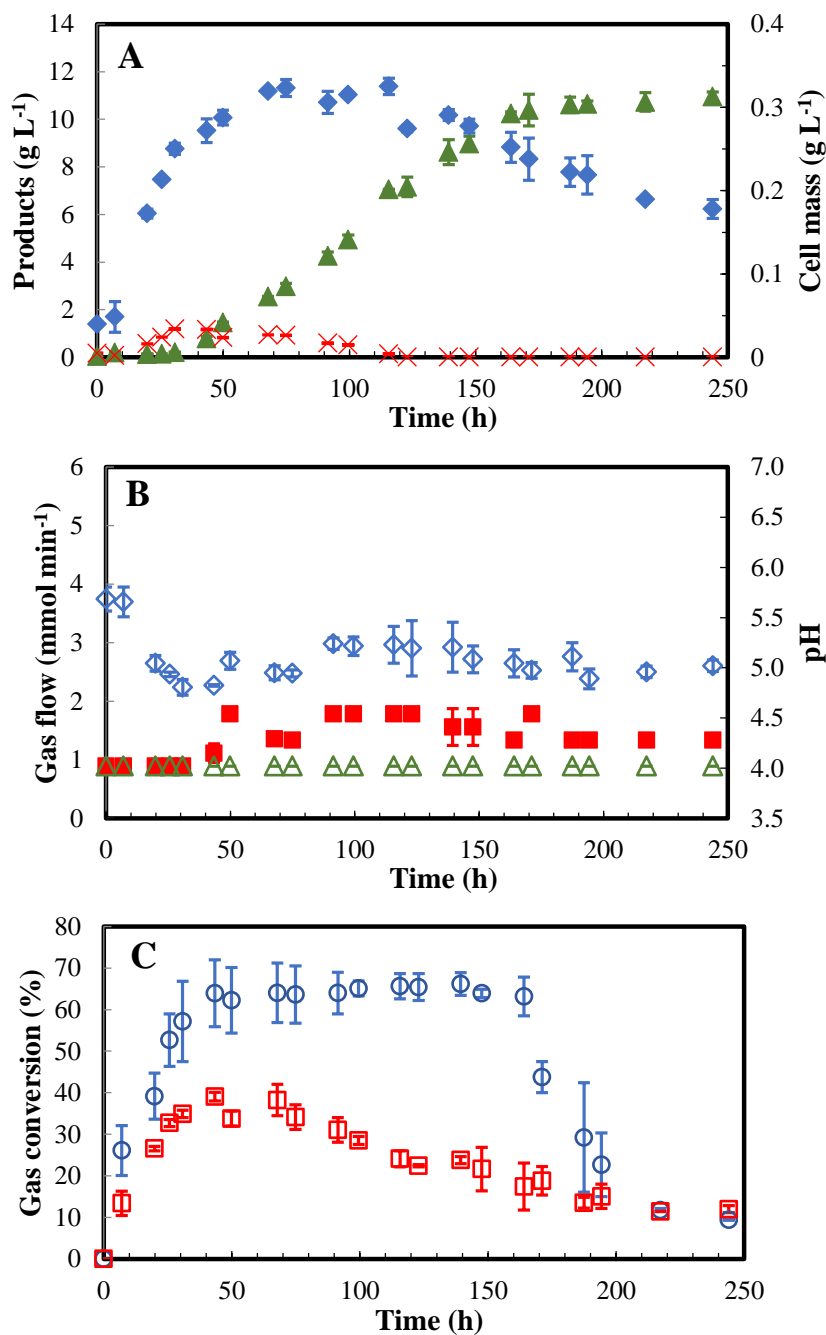 A
Products (g L⁻¹)
14
12
10
8
6
4
2
0
Cell mass (g L⁻¹)
0.4
0.3
0.2
0.1
0
0 50 100 150 200 250
Time (h)
B
Gas flow (mmol min⁻¹)
6
5
4
3
2
1
0
pH
7.0
6.5
6.0
5.5
5.0
4.5
4.0
3.5
0 50 100 150 200 250
Time (h)
C
Gas conversion (%)
80
70
60
50
40
30
20
10
0
0 50 100 150 200 250
Time (h)